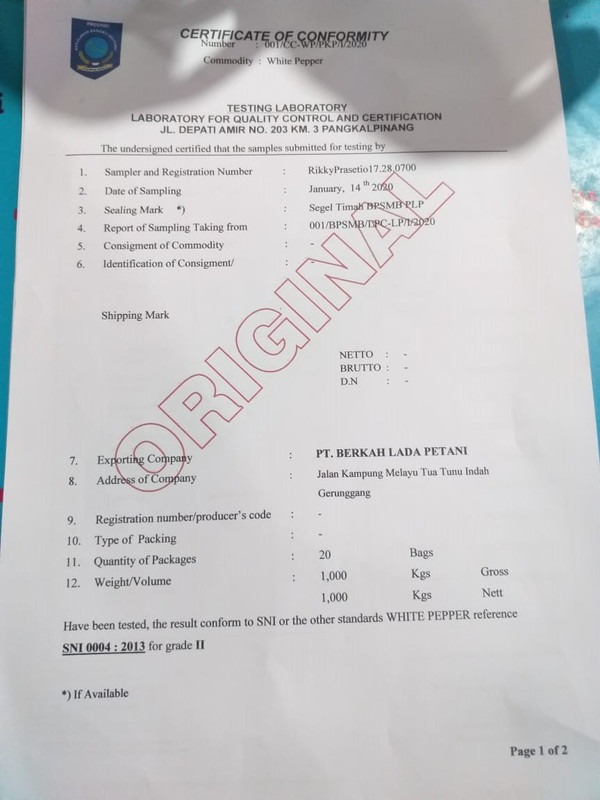 CERTIFICATE OF CONFORMITY
Number : 001/CC-WP/PKP/I/2020
Commodity : White Pepper
TESTING LABORATORY
LABORATORY FOR QUALITY CONTROL AND CERTIFICATION
JL. DEPATI AMIR NO. 203 KM. 3 PANGKALPINANG
The undersigned certified that the samples submitted for testing by
1. Sampler and Registration Number : RikkyPrasetio17.28.0700
2. Date of Sampling : January, 14 th 2020
3. Sealing Mark *) : Segel Timah BPSMB PLP
4. Report of Sampling Taking from : 001/BPSMB/LPC-LP/I/2020
5. Consigment of Commodity : -
6. Identification of Consigment/ : -
Shipping Mark
NETTO : -
BRUTTO : -
D.N : -
ORIGINAL
7. Exporting Company : PT. BERKAH LADA PETANI
8. Address of Company : Jalan Kampung Melayu Tua Tunu Indah
Gerunggang
9. Registration number/producer's code : -
10. Type of Packing : -
11. Quantity of Packages : 20 Bags
12. Weight/Volume : 1,000 Kgs Gross
1,000 Kgs Nett
Have been tested, the result conform to SNI or the other standards WHITE PEPPER reference
SNI 0004 : 2013 for grade II
*) If Available
Page 1 of 2